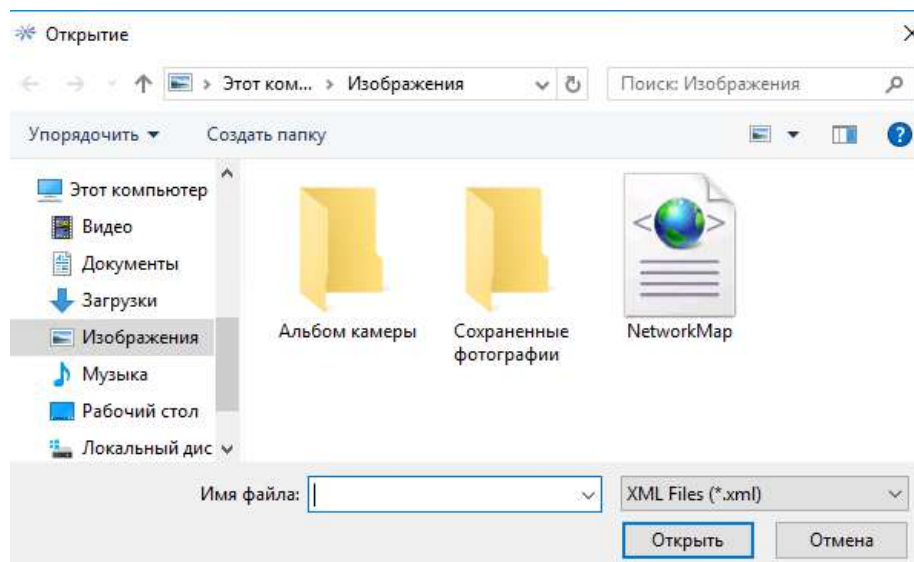 Открытие
Этот ком... > Изображения
Поиск: Изображения
Упорядочить
Создать папку
Этот компьютер
Видео
Документы
Загрузки
Изображения
Музыка
Рабочий стол
Локальный дис
Альбом камеры
Сохраненные
фотографии
NetworkMap
Имя файла:
XML Files (*.xml)
Открыть
Отмена